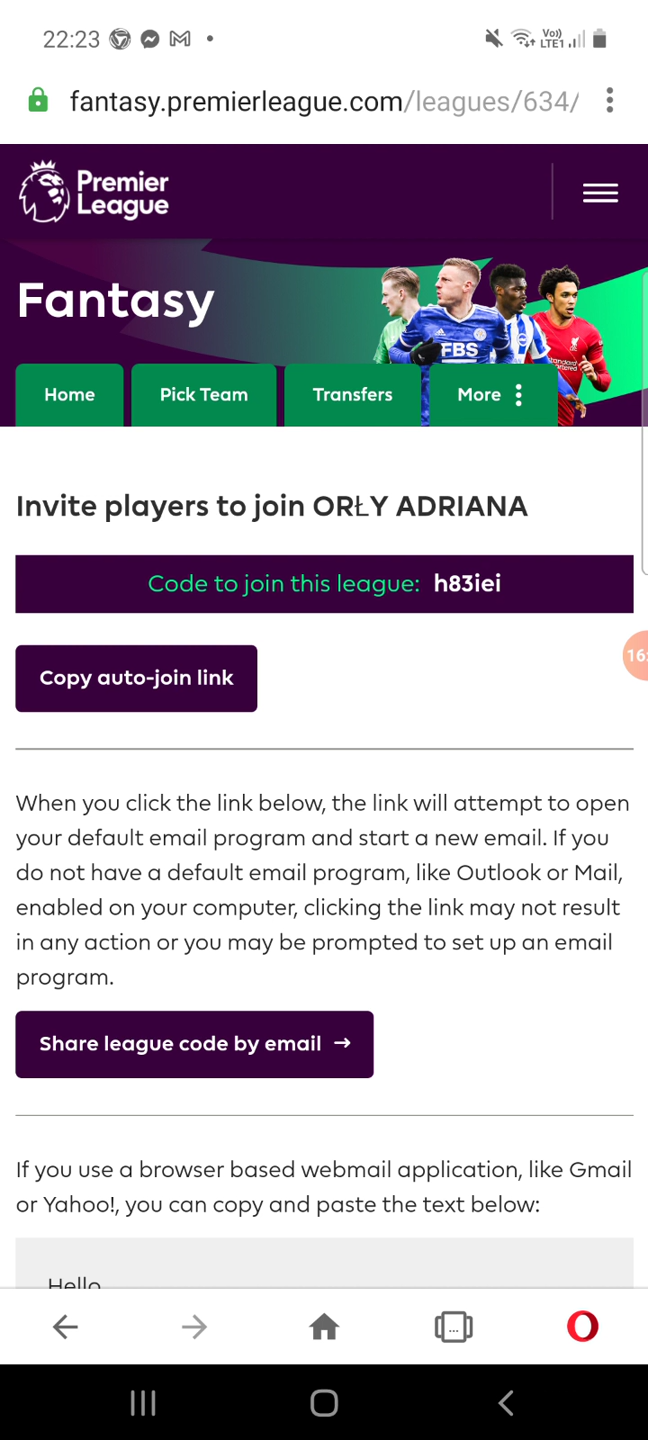 22:23
Vo))
LTE1
fantasy.premierleague.com/leagues/634/
Premier
League
Fantasy
FBS
standard
chartered
Home
Pick Team
Transfers
More
Invite players to join ORŁY ADRIANA
Code to join this league: h83iei
Copy auto-join link
16:
When you click the link below, the link will attempt to open
your default email program and start a new email. If you
do not have a default email program, like Outlook or Mail,
enabled on your computer, clicking the link may not result
in any action or you may be prompted to set up an email
program.
Share league code by email →
If you use a browser based webmail application, like Gmail
or Yahoo!, you can copy and paste the text below:
Hello